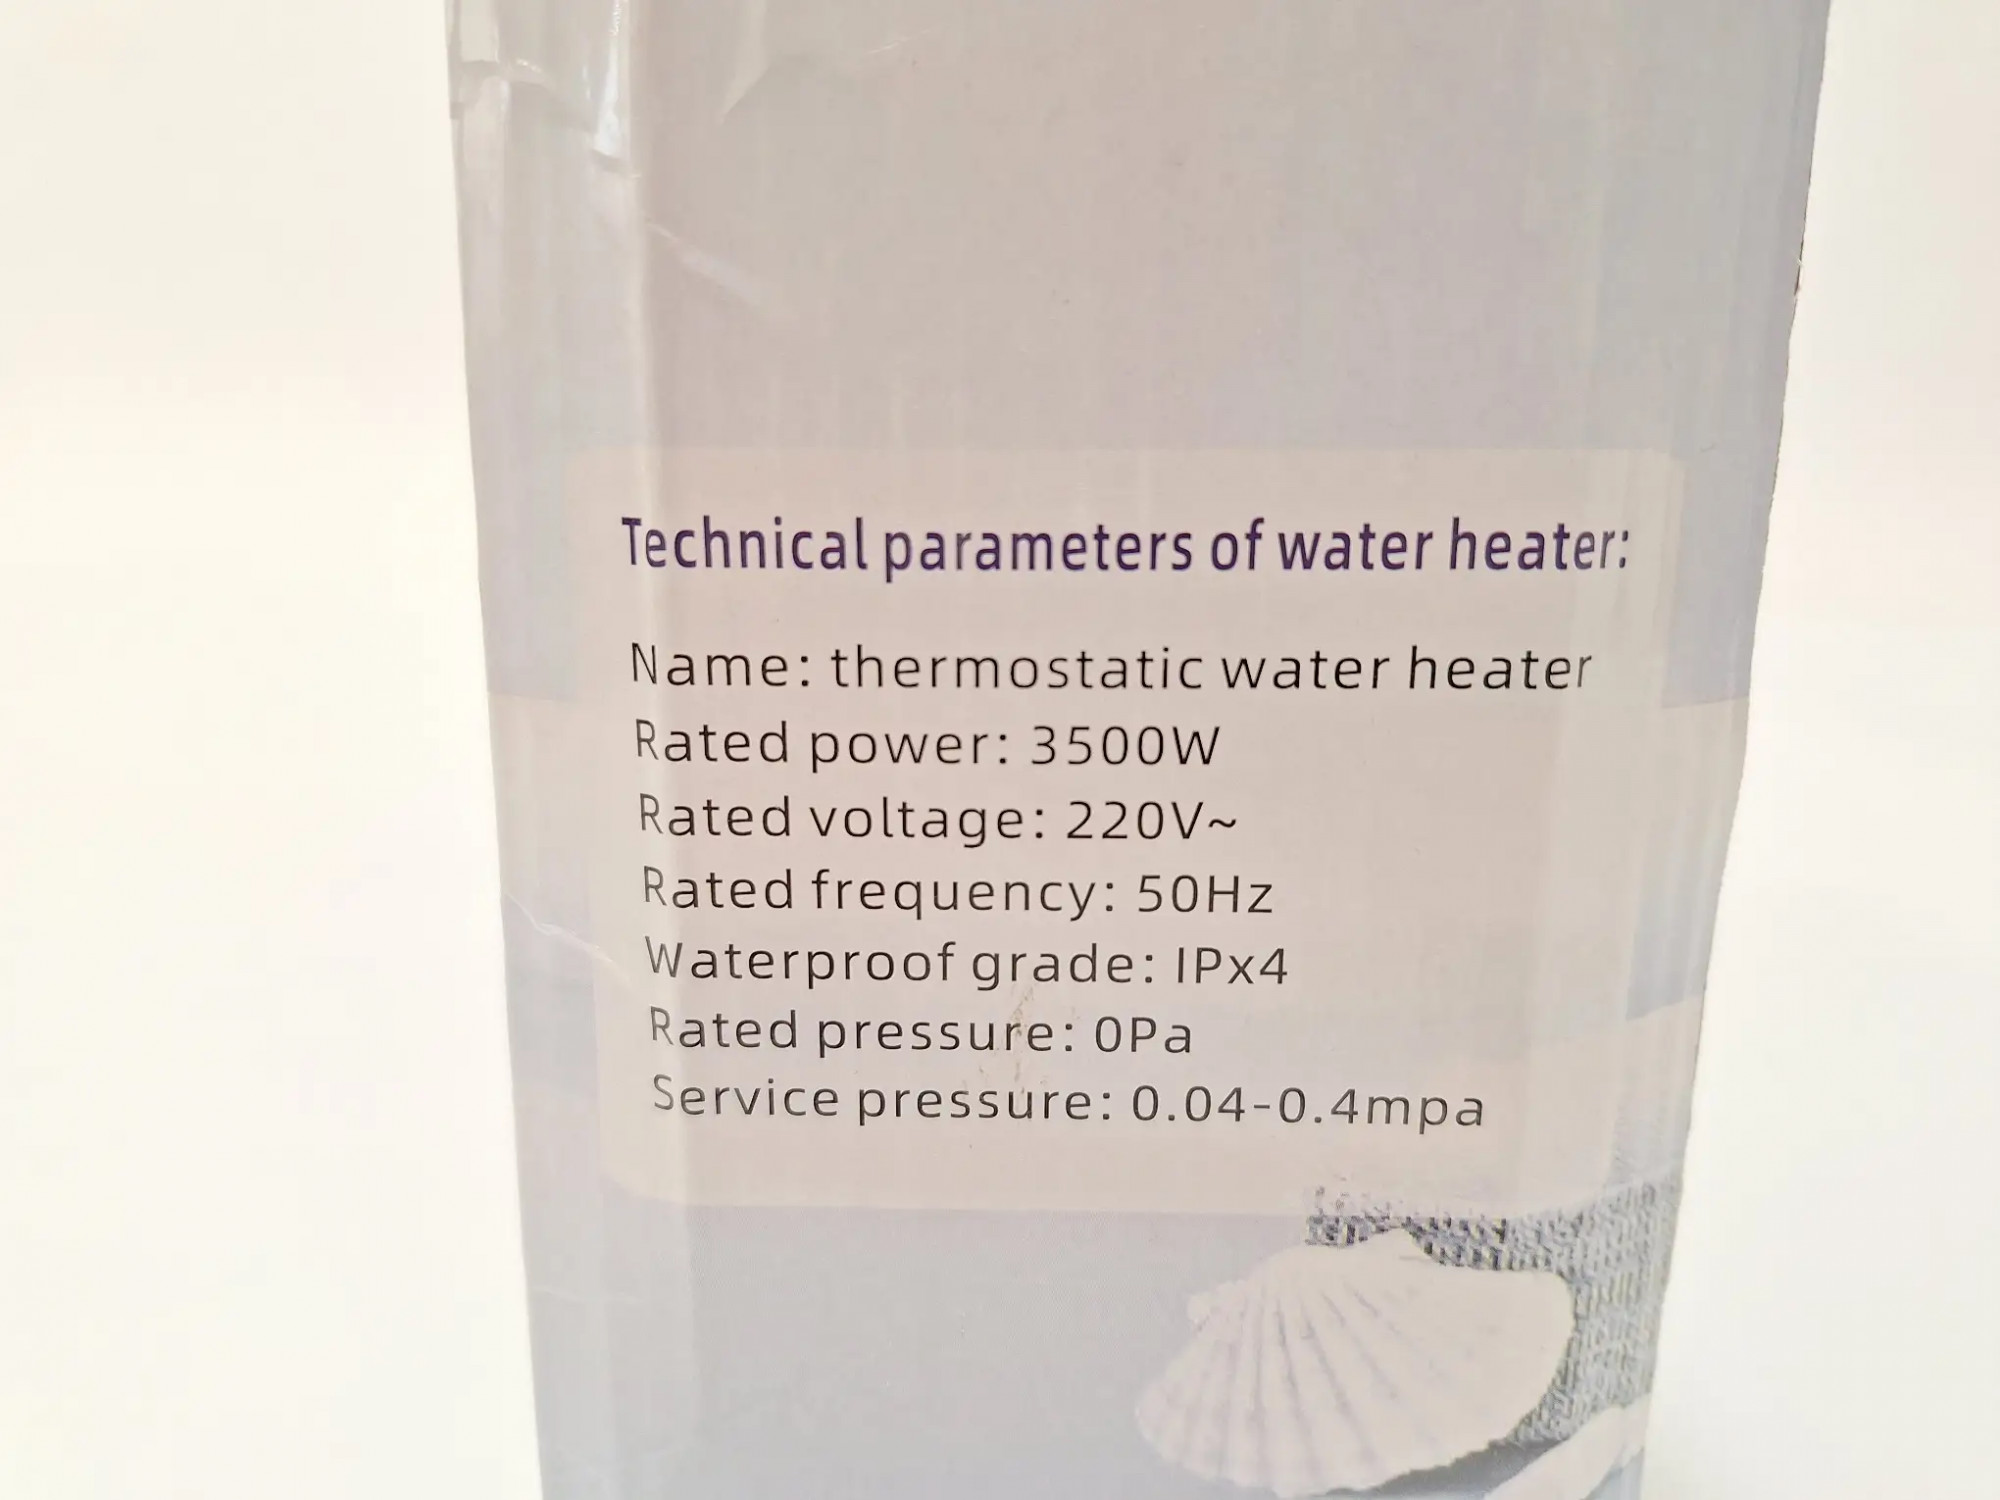 Technical parameters of water heater:
Name: thermostatic water heater
Rated power: 3500W
Rated voltage: 220V~
Rated frequency: 50Hz
Waterproof grade: IPx4
Rated pressure: 0Pa
Service pressure: 0.04-0.4mpa